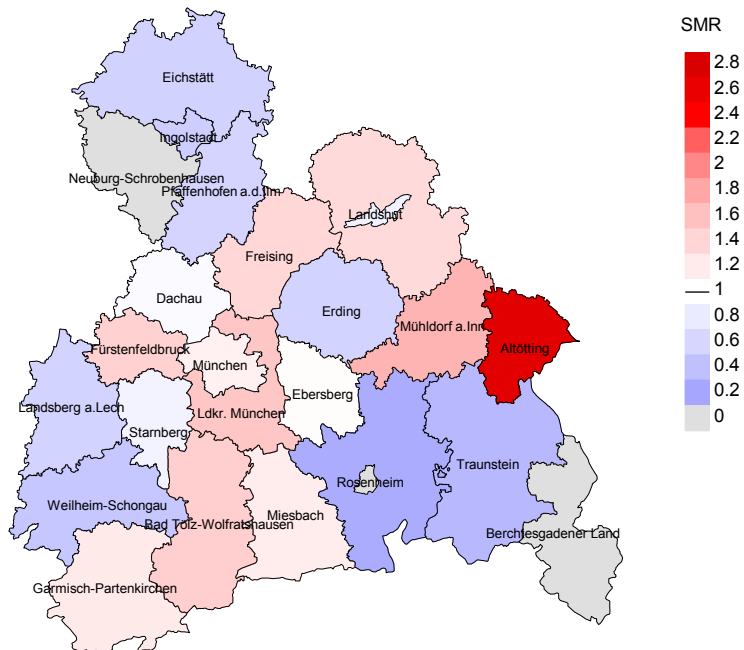 SMR
2.8
2.6
2.4
2.2
2
1.8
1.6
1.4
1.2
1
0.8
0.6
0.4
0.2
0
Eichstätt
Ingolstadt
Neuburg-Schrobenhausen
Pfaffenhofen a.d.Ilm
Landshut
Freising
Dachau
Erding
Mühldorf a.Inn
Altötting
Fürstenfeldbruck
München
Ebersberg
Landsberg a.Lech
Ldkr. München
Starnberg
Traunstein
Rosenheim
Weilheim-Schongau
Miesbach
Bad Tölz-Wolfratshausen
Berchtesgadener Land
Garmisch-Partenkirchen